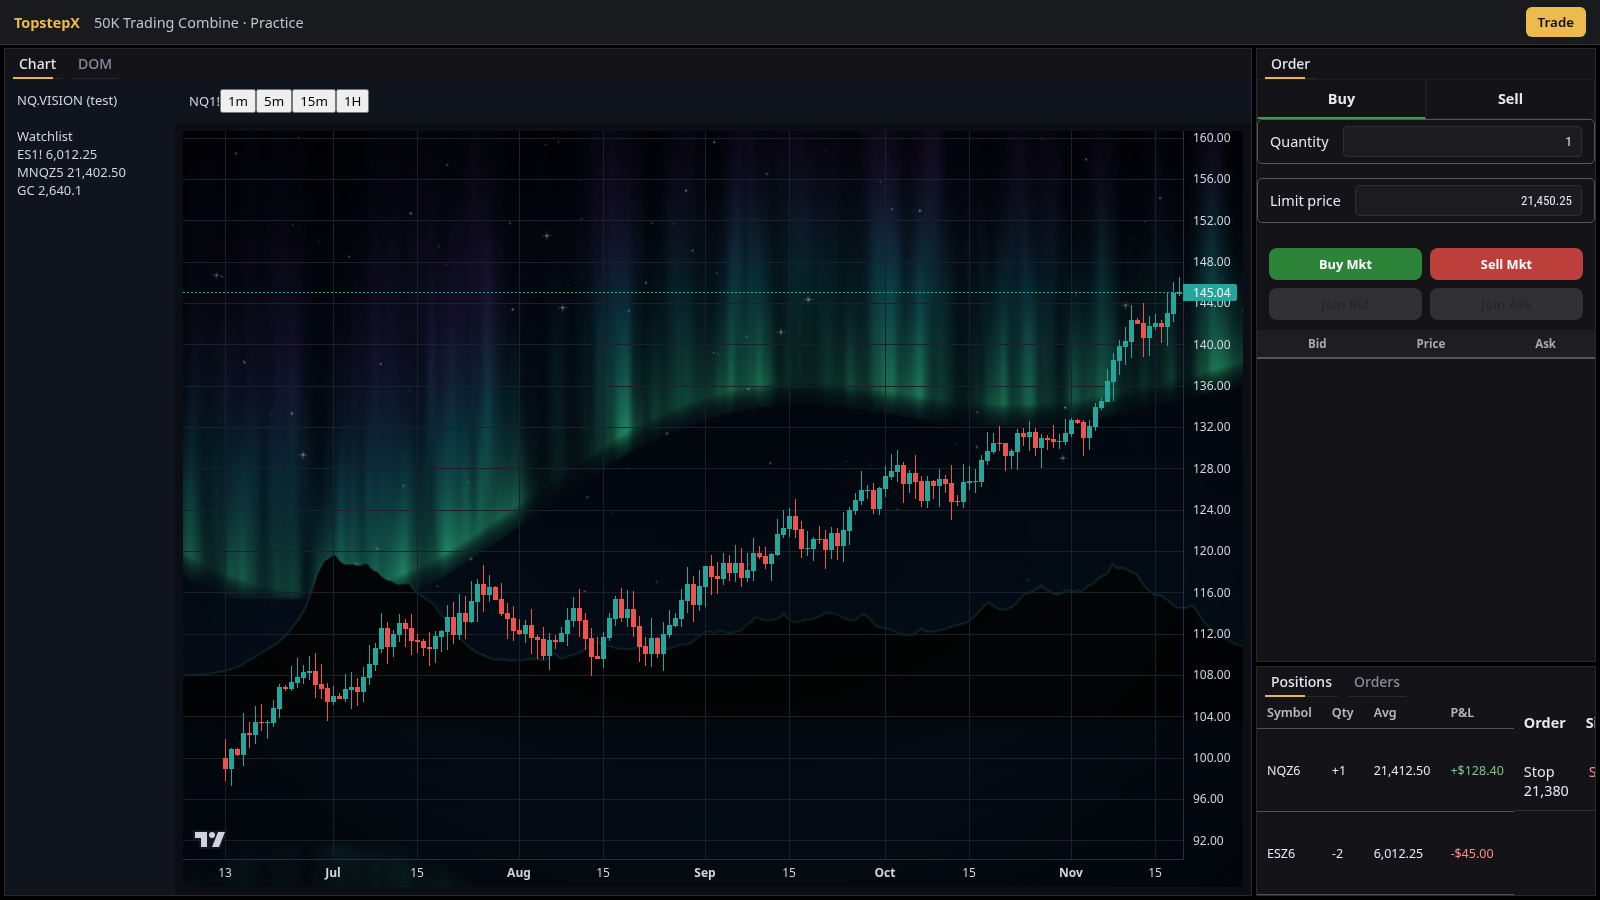 TopstepX 50K Trading Combine · Practice Trade
Chart DOM
NQ.VISION (test)
Watchlist
ES1! 6,012.25
MNQZ5 21,402.50
GC 2,640.1
NQ1! 1m 5m 15m 1H
160.00
156.00
152.00
148.00
145.04
144.00
140.00
136.00
132.00
128.00
124.00
120.00
116.00
112.00
108.00
104.00
100.00
96.00
92.00
13 Jul 15 Aug 15 Sep 15 Oct 15 Nov 15
Order
Buy Sell
Quantity 1
Limit price 21,450.25
Buy Mkt Sell Mkt
Join Bid Join Ask
Bid Price Ask
Positions Orders
Symbol Qty Avg P&L Order
NQZ6 +1 21,412.50 +$128.40 Stop
21,380
ESZ6 -2 6,012.25 -$45.00